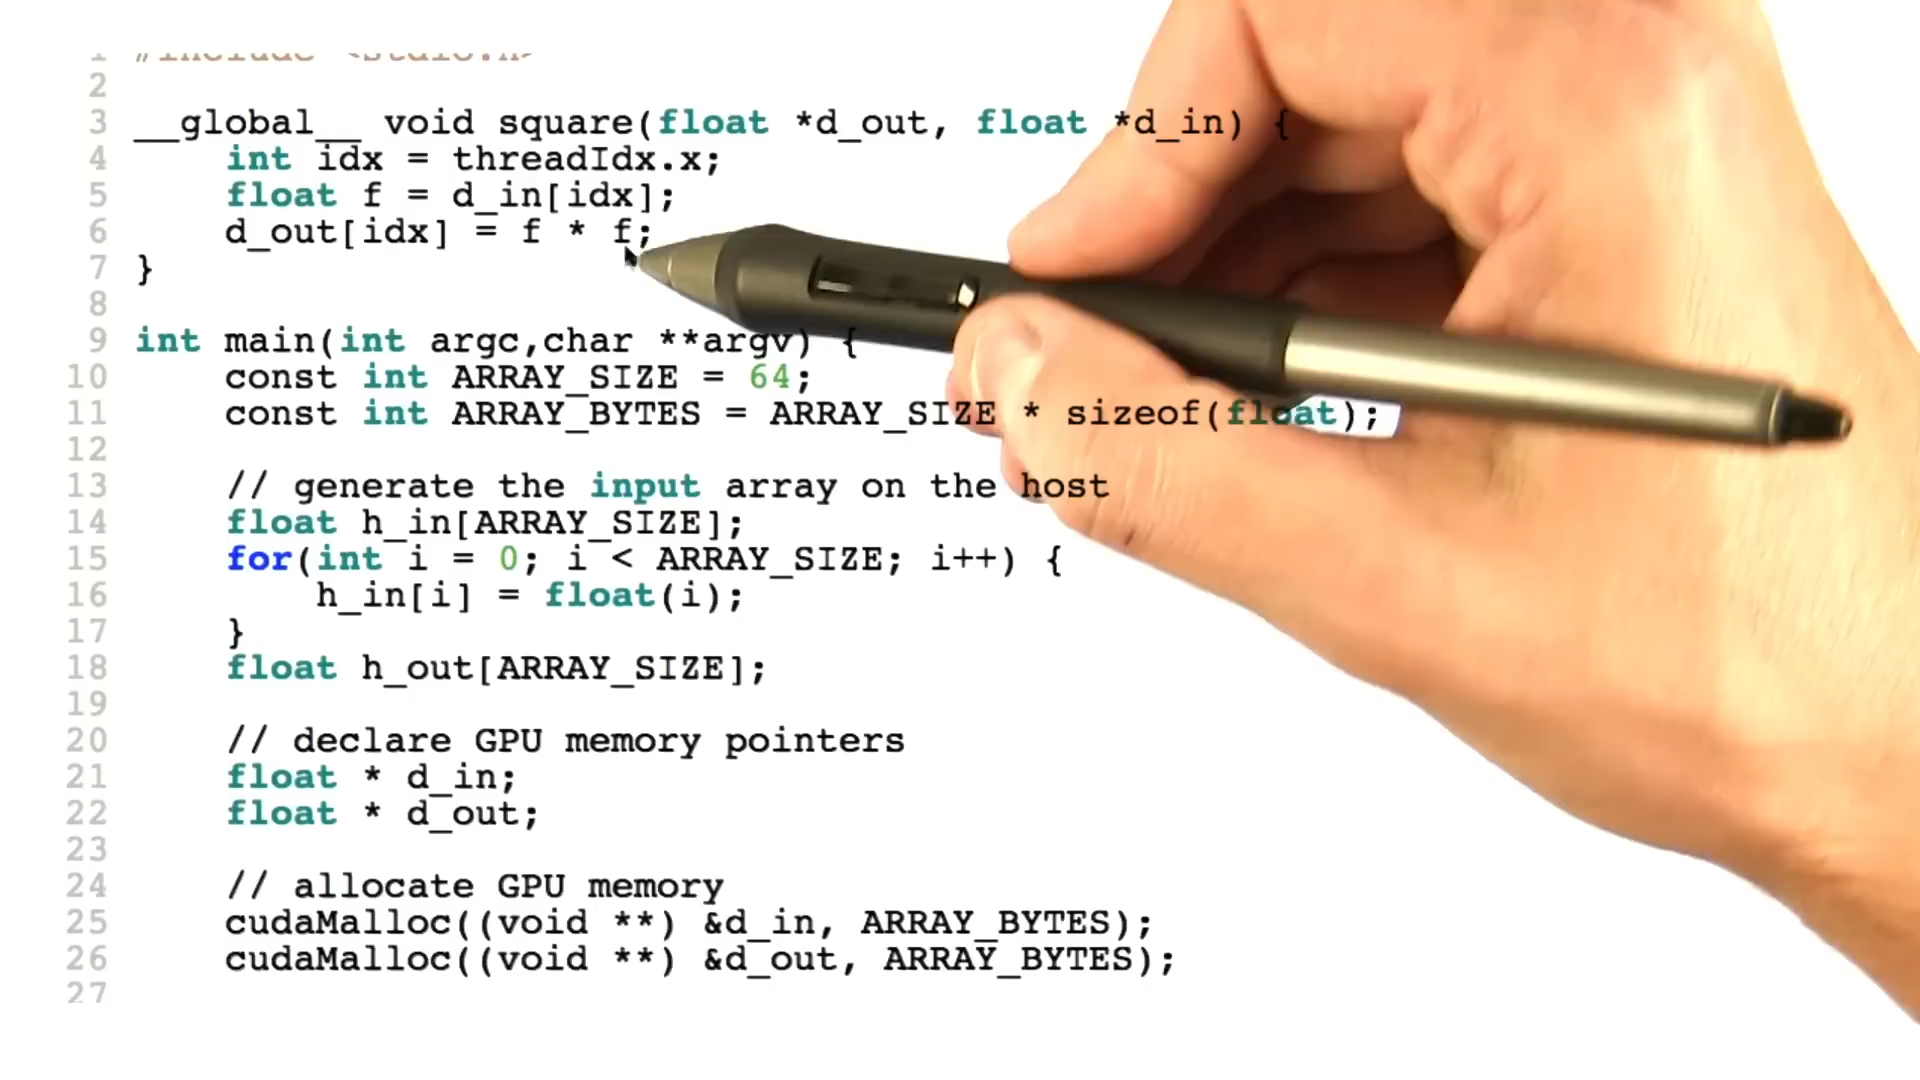 1 #include <stdio.h>
2
3 __global__ void square(float *d_out, float *d_in) {
4     int idx = threadIdx.x;
5     float f = d_in[idx];
6     d_out[idx] = f * f;
7 }
8
9 int main(int argc,char **argv) {
10     const int ARRAY_SIZE = 64;
11     const int ARRAY_BYTES = ARRAY_SIZE * sizeof(float);
12
13     // generate the input array on the host
14     float h_in[ARRAY_SIZE];
15     for(int i = 0; i < ARRAY_SIZE; i++) {
16         h_in[i] = float(i);
17     }
18     float h_out[ARRAY_SIZE];
19
20     // declare GPU memory pointers
21     float * d_in;
22     float * d_out;
23
24     // allocate GPU memory
25     cudaMalloc((void **) &d_in, ARRAY_BYTES);
26     cudaMalloc((void **) &d_out, ARRAY_BYTES);
27